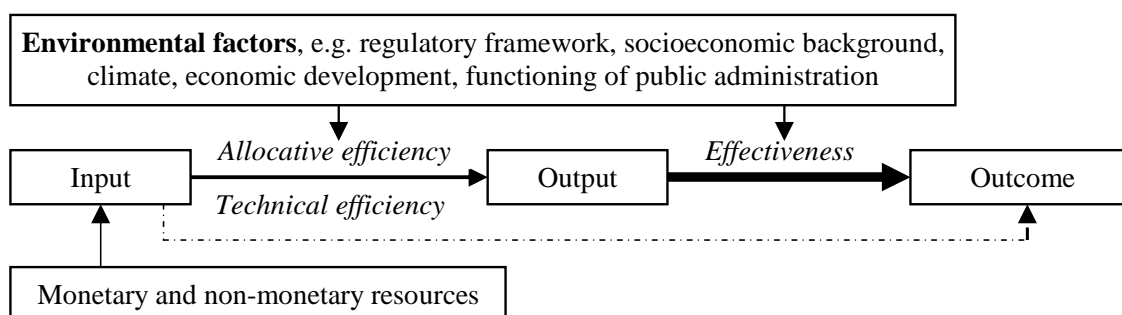 Environmental factors, e.g. regulatory framework, socioeconomic background,
climate, economic development, functioning of public administration
Allocative efficiency
Effectiveness
Input
Output
Outcome
Technical efficiency
Monetary and non-monetary resources